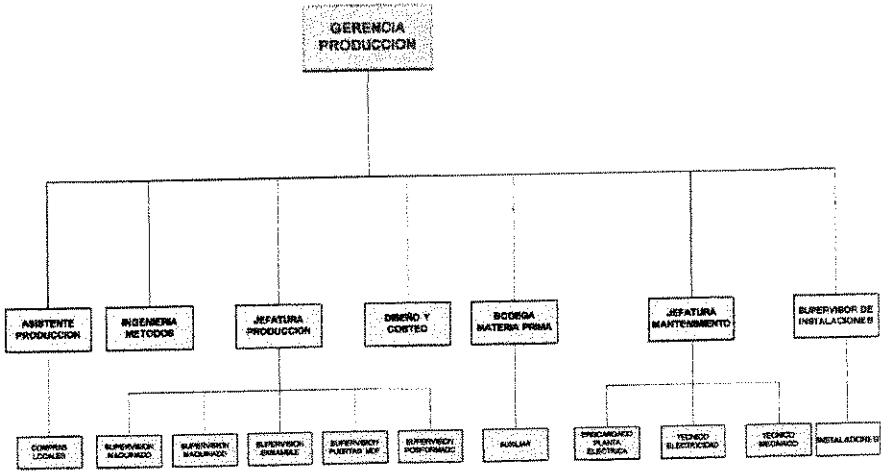 GERENCIA
PRODUCCION
ASISTENTE
PRODUCCION
INGENIERIA
METODOS
JEFATURA
PRODUCCION
DISEÑO Y
COSTEO
BODEGA
MATERIA PRIMA
JEFATURA
MANTENIMIENTO
SUPERVISOR DE
INSTALACIONES
COMPRAS
LOCALES
SUPERVISION
MAQUINADO
SUPERVISION
MAQUINADO
SUPERVISION
ENSAMBLE
SUPERVISION
PUERTAS MDF
SUPERVISION
POSFORMADO
AUXILIAR
ENCARGADO
PLANTA
ELECTRICA
TECNICO
ELECTRICIDAD
TECNICO
MECANICO
INSTALADORES